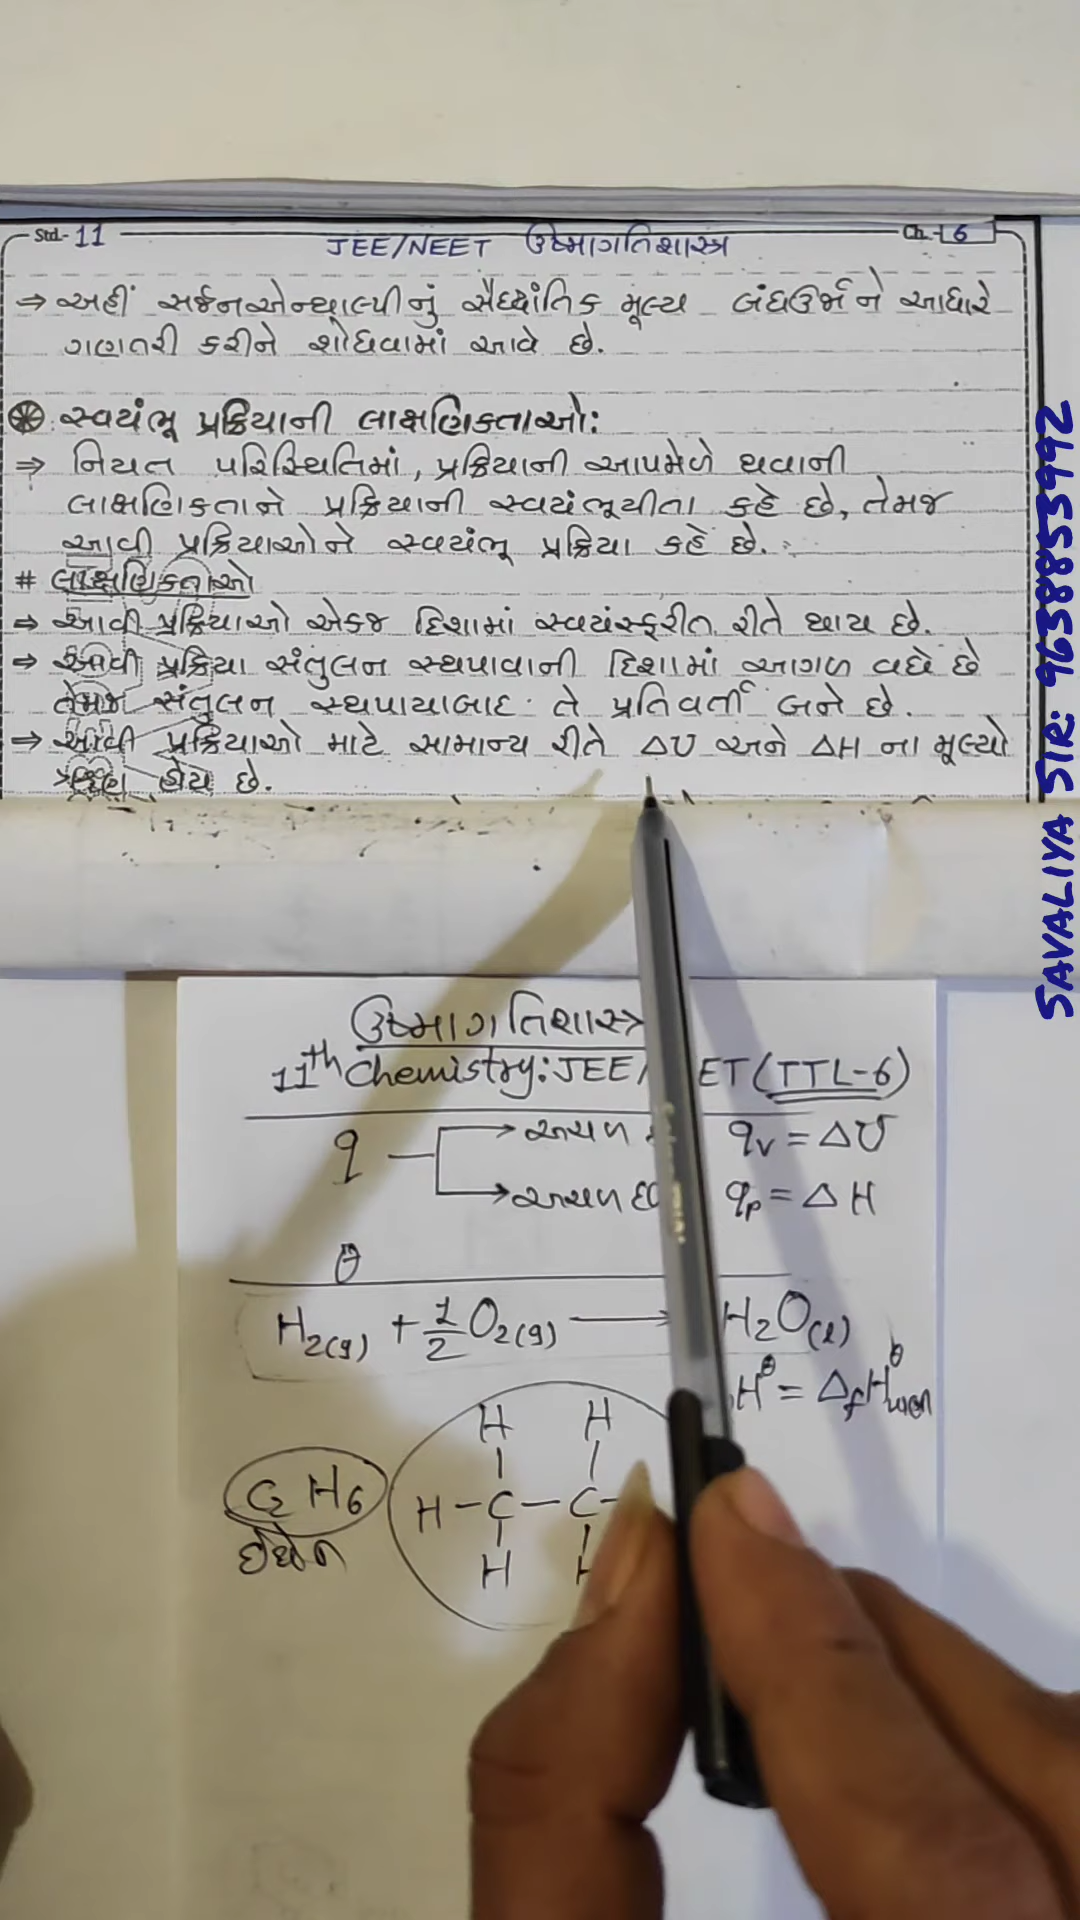 Std.- 11
JEE/NEET ઉષ્માગતિશાસ્ત્ર
Ch.- 6
⇒ અહીં સર્જનએન્થાલ્પીનું સૈદ્ધાંતિક મૂલ્ય બંધઉર્જાને આધારે
ગણતરી કરીને શોધવામાં આવે છે.
સ્વયંભૂ પ્રક્રિયાની લાક્ષણિકતાઓ:
⇒ નિયત પરિસ્થિતિમાં, પ્રક્રિયાની આપમેળે થવાની
લાક્ષણિકતાને પ્રક્રિયાની સ્વયંભૂયીતા કહે છે, તેમજ
આવી પ્રક્રિયાઓને સ્વયંભૂ પ્રક્રિયા કહે છે.
# લાક્ષણિકતાઓ
⇒ આવી પ્રક્રિયાઓ એકજ દિશામાં સ્વયંસ્ફુરીત રીતે થાય છે.
⇒ આવી પ્રક્રિયા સંતુલન સ્થપાવાની દિશામાં આગળ વધે છે
તેમજ સંતુલન સ્થપાયાબાદ તે પ્રતિવર્તી બને છે.
⇒ આવી પ્રક્રિયાઓ માટે સામાન્ય રીતે ΔU અને ΔH ના મૂલ્યો
ઋણ હોય છે.
SAVALIYA SIR: 9638853992
ઉષ્માગતિશાસ્ત્ર
11th Chemistry: JEE/ ET (TTL-6)
q → અચળ qv = ΔU
→ અચળ qp = ΔH
θ
H2(g) + 1/2 O2(g) → H2O(l)
H^θ = ΔfH^θ
C2H6
ઈથેન
H H
H - C - C -
H H